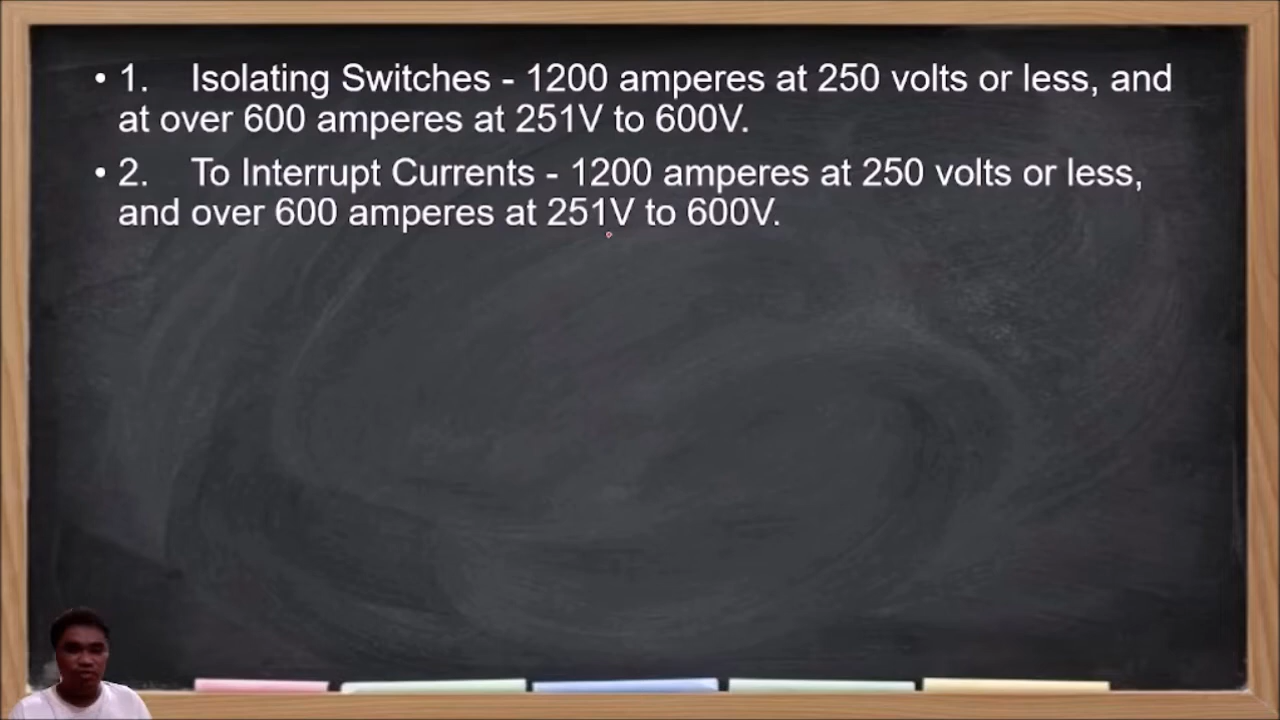 • 1. Isolating Switches - 1200 amperes at 250 volts or less, and
at over 600 amperes at 251V to 600V.
• 2. To Interrupt Currents - 1200 amperes at 250 volts or less,
and over 600 amperes at 251V to 600V.